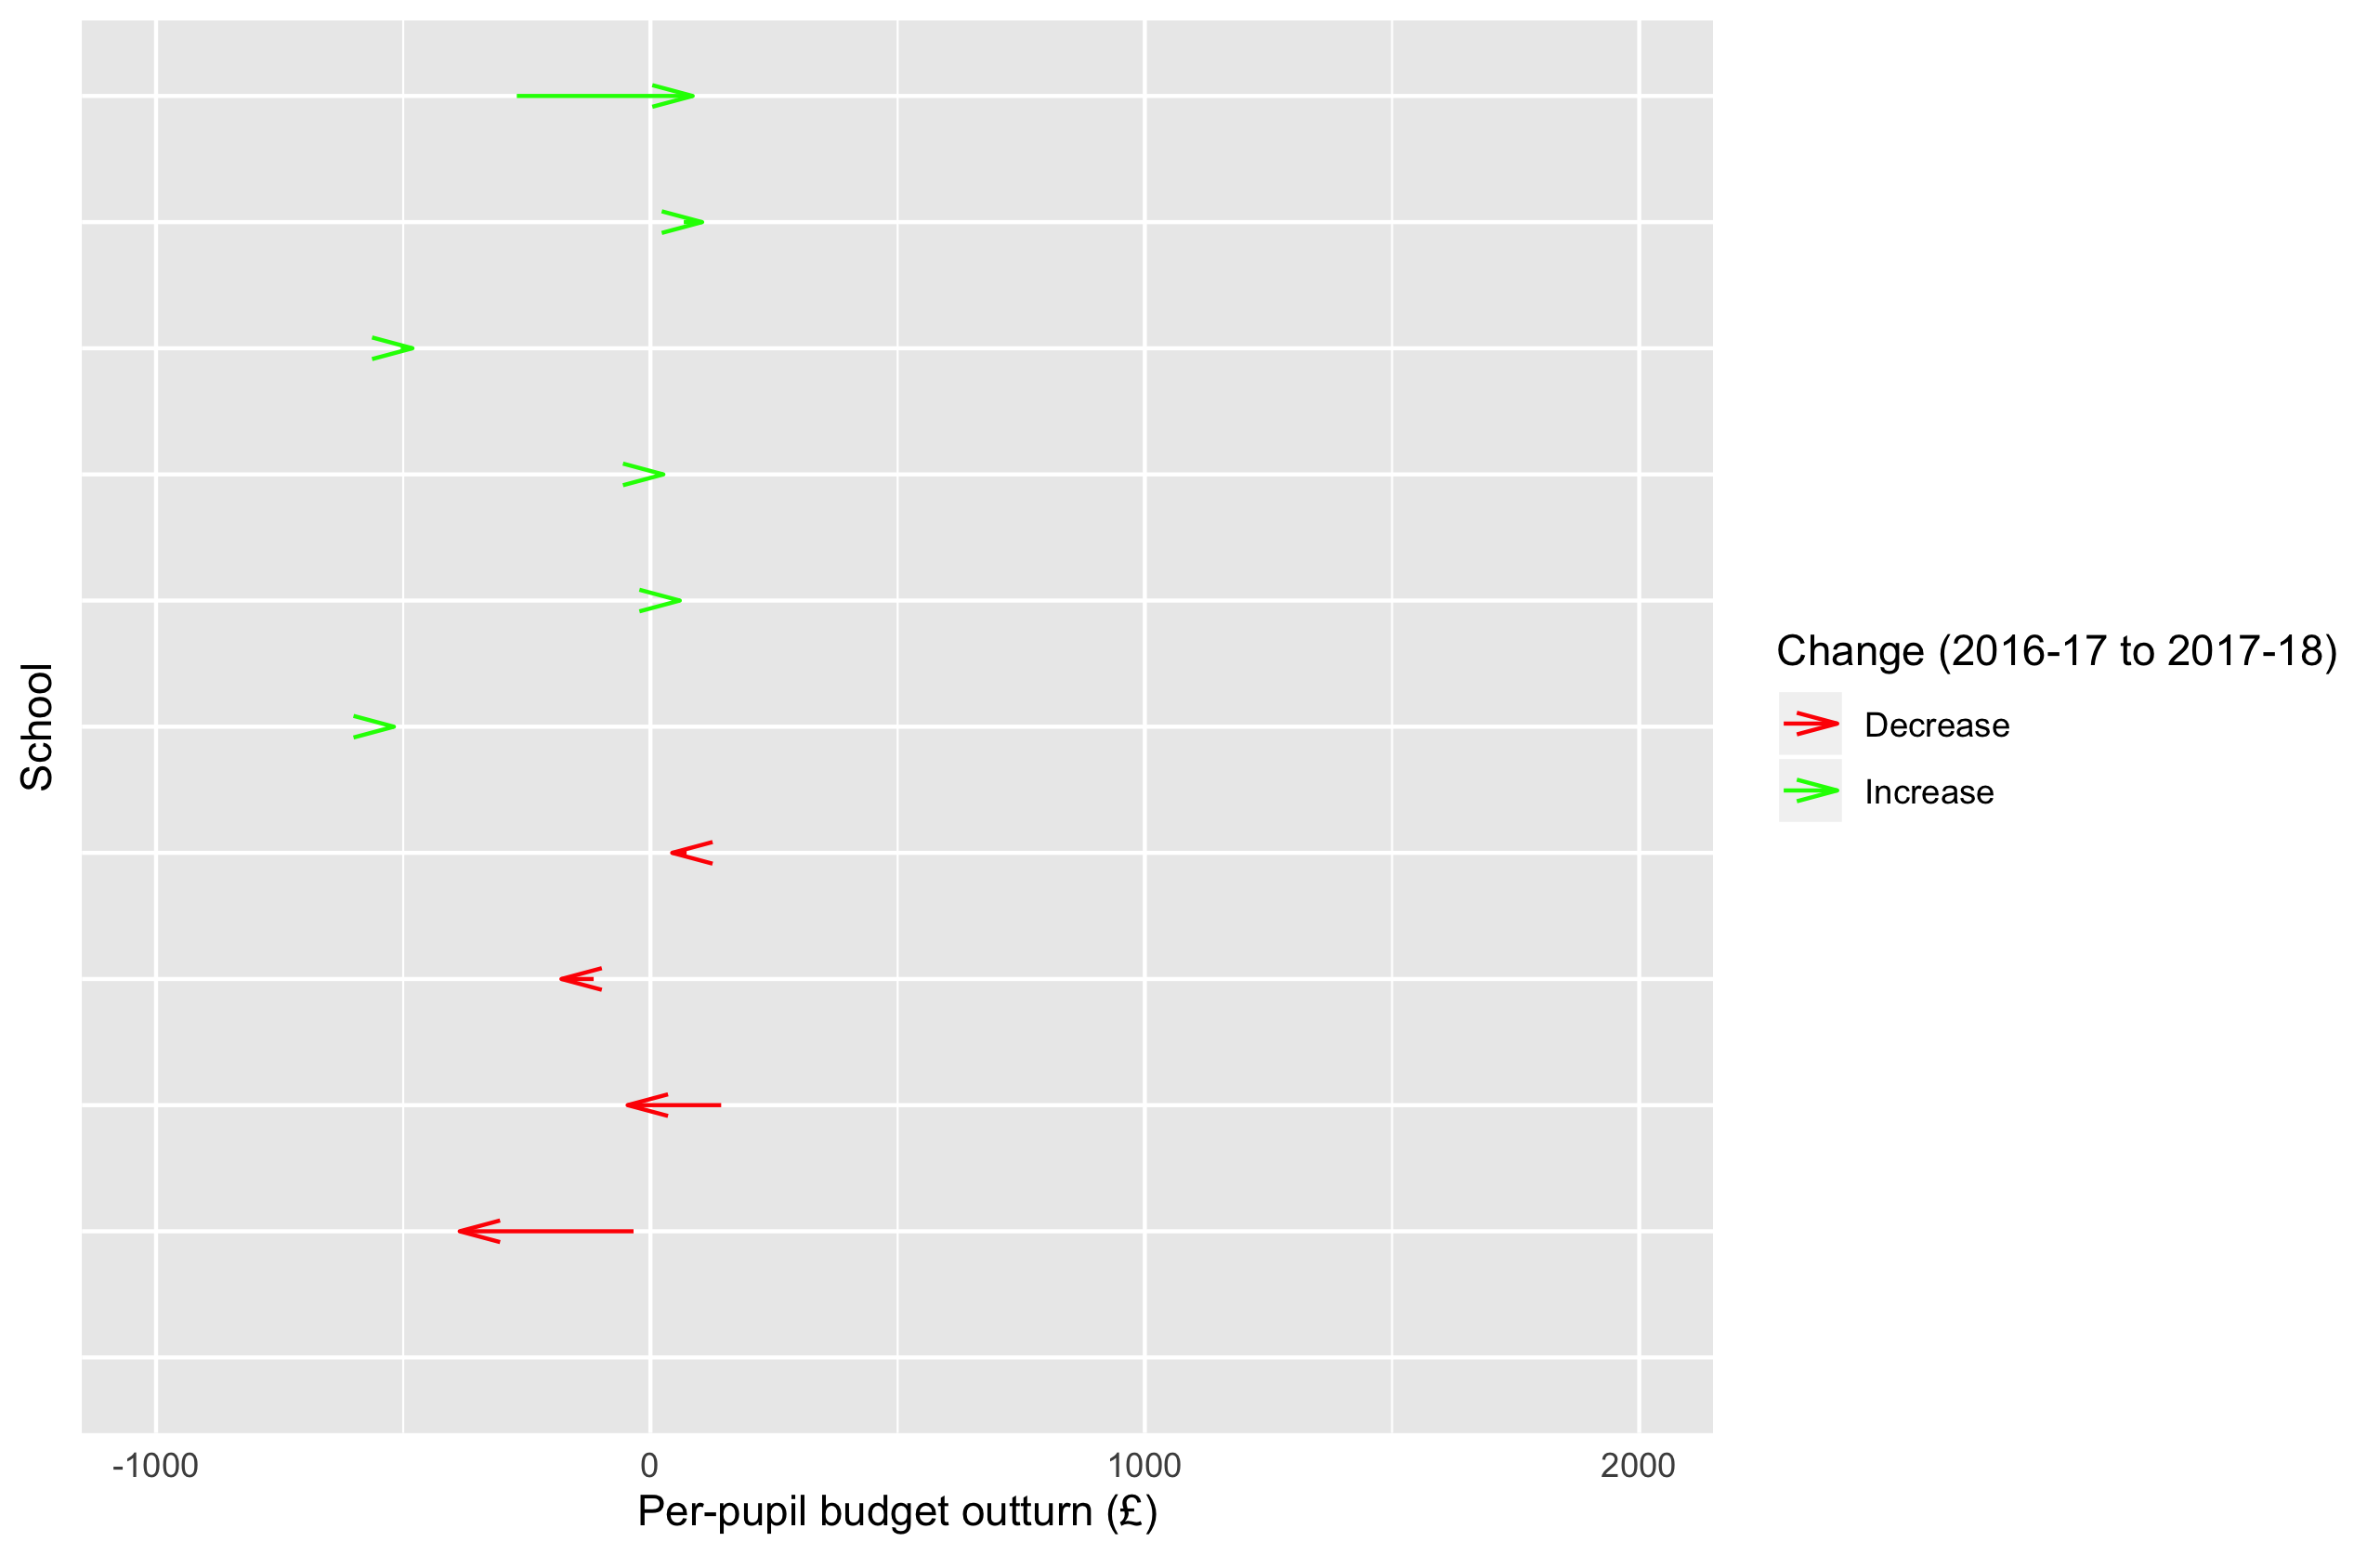 School
-1000
0
1000
2000
Per-pupil budget outturn (£)
Change (2016-17 to 2017-18)
Decrease
Increase